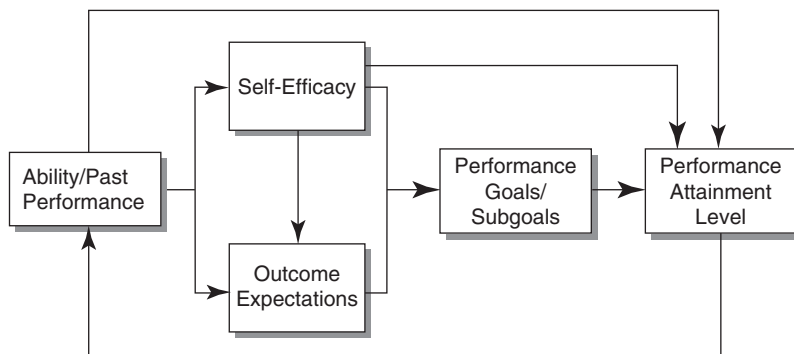 Self-Efficacy
Ability/Past
Performance
Performance
Goals/
Subgoals
Performance
Attainment
Level
Outcome
Expectations